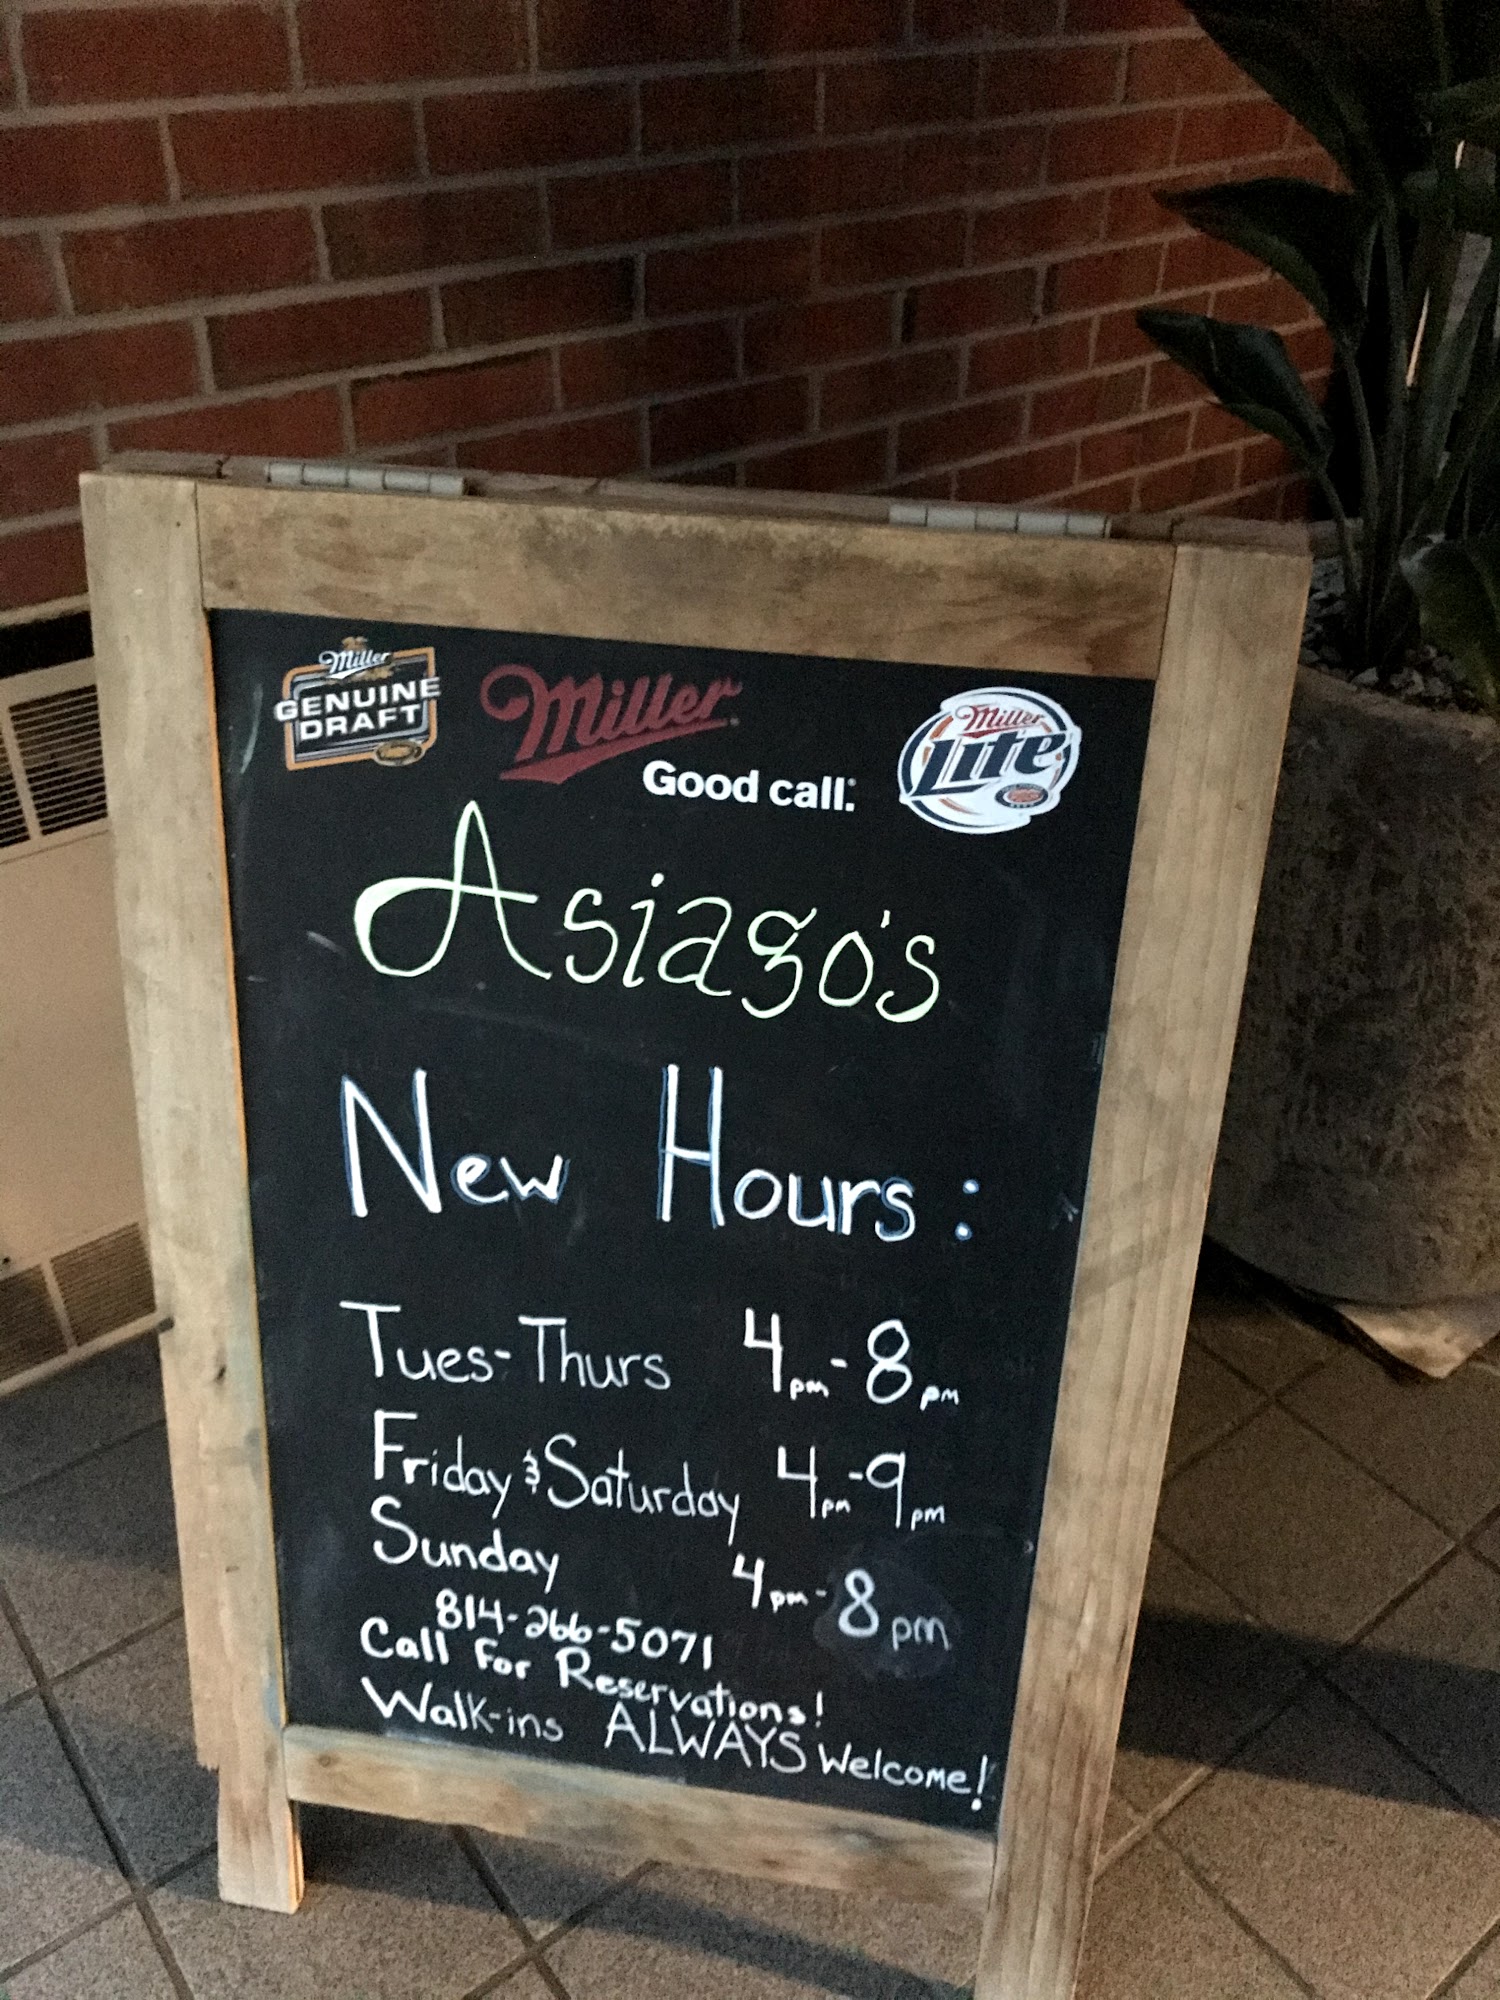 Miller
GENUINE
DRAFT
Miller
Good call.
Miller
Lite
Asiago's
New Hours:
Tues-Thurs 4pm-8pm
Friday & Saturday 4pm-9pm
Sunday 4pm-8pm
814-266-5071
Call For Reservations!
Walk-ins ALWAYS Welcome!